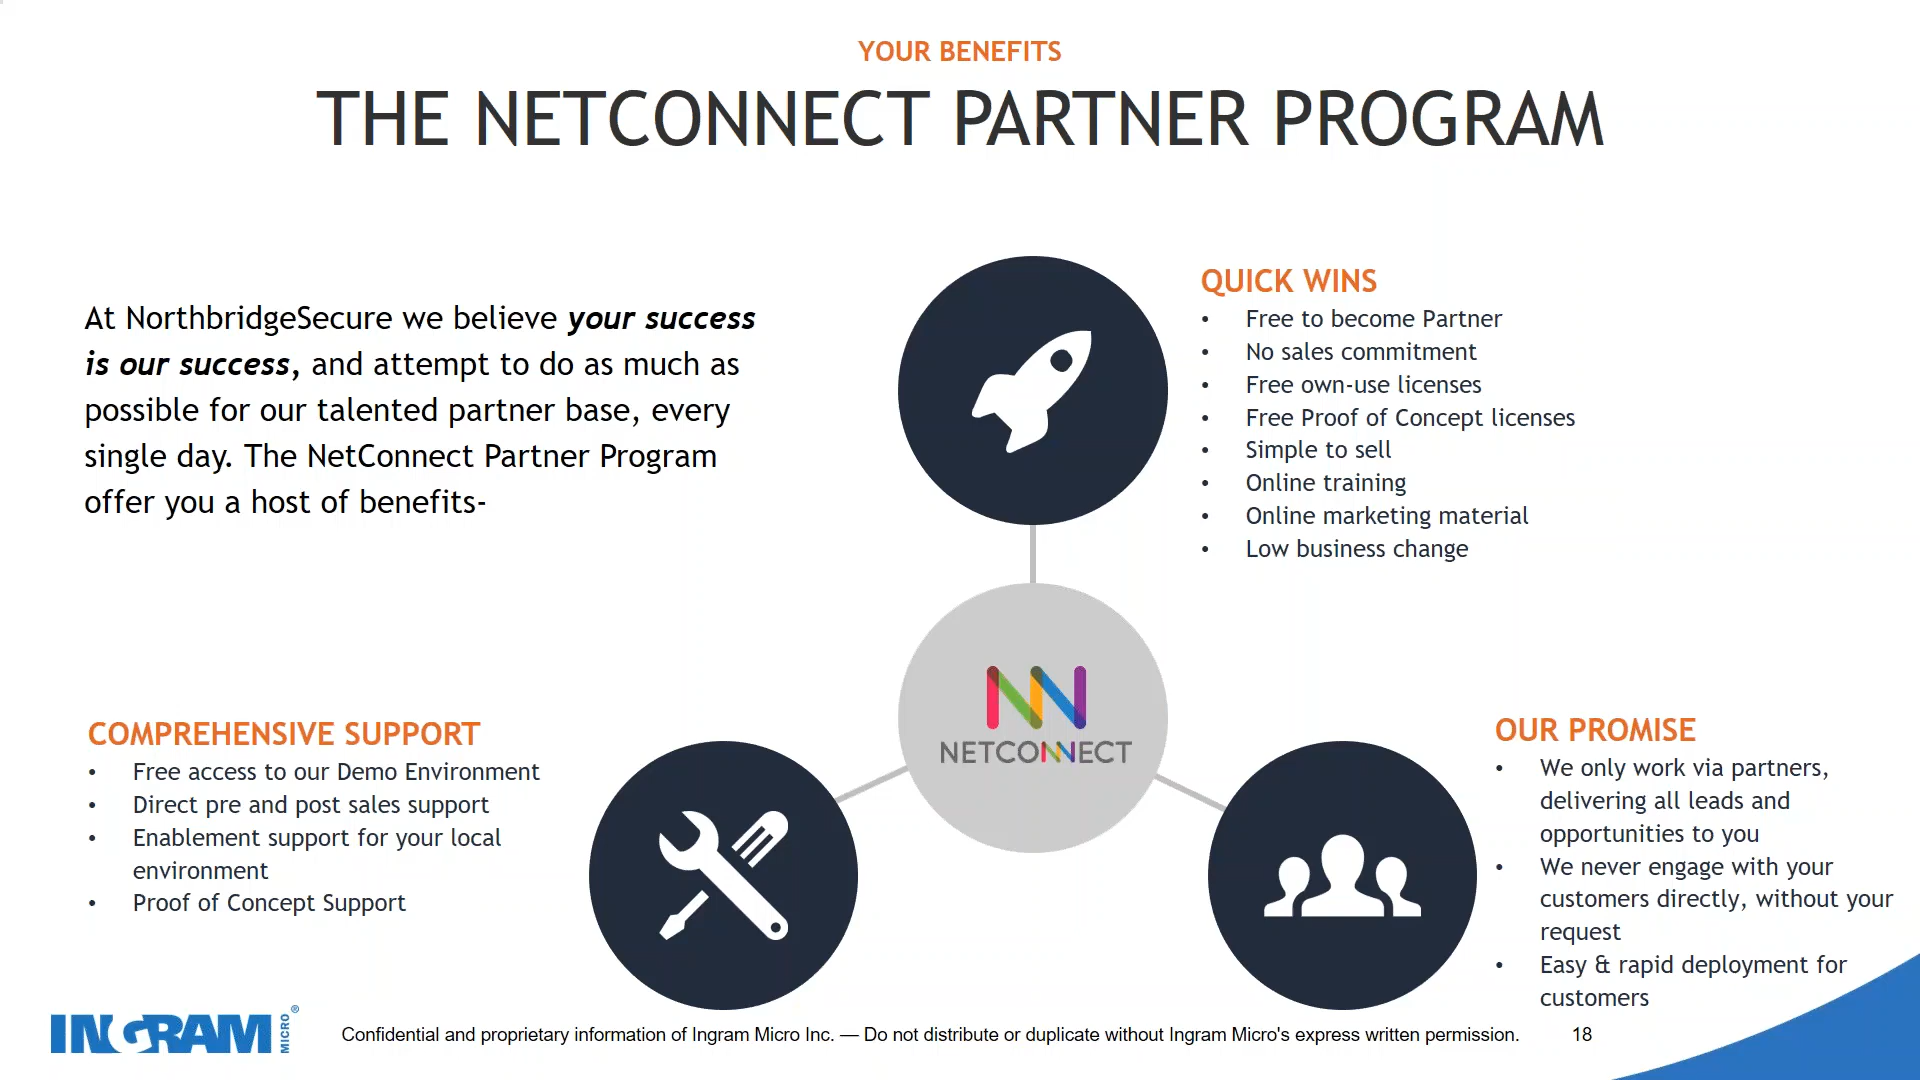 YOUR BENEFITS
THE NETCONNECT PARTNER PROGRAM
At NorthbridgeSecure we believe your success
is our success, and attempt to do as much as
possible for our talented partner base, every
single day. The NetConnect Partner Program
offer you a host of benefits-
QUICK WINS
• Free to become Partner
• No sales commitment
• Free own-use licenses
• Free Proof of Concept licenses
• Simple to sell
• Online training
• Online marketing material
• Low business change
NETCONNECT
COMPREHENSIVE SUPPORT
• Free access to our Demo Environment
• Direct pre and post sales support
• Enablement support for your local
environment
• Proof of Concept Support
OUR PROMISE
• We only work via partners,
delivering all leads and
opportunities to you
• We never engage with your
customers directly, without your
request
• Easy & rapid deployment for
customers
INGRAM MICRO®
Confidential and proprietary information of Ingram Micro Inc. — Do not distribute or duplicate without Ingram Micro's express written permission.
18